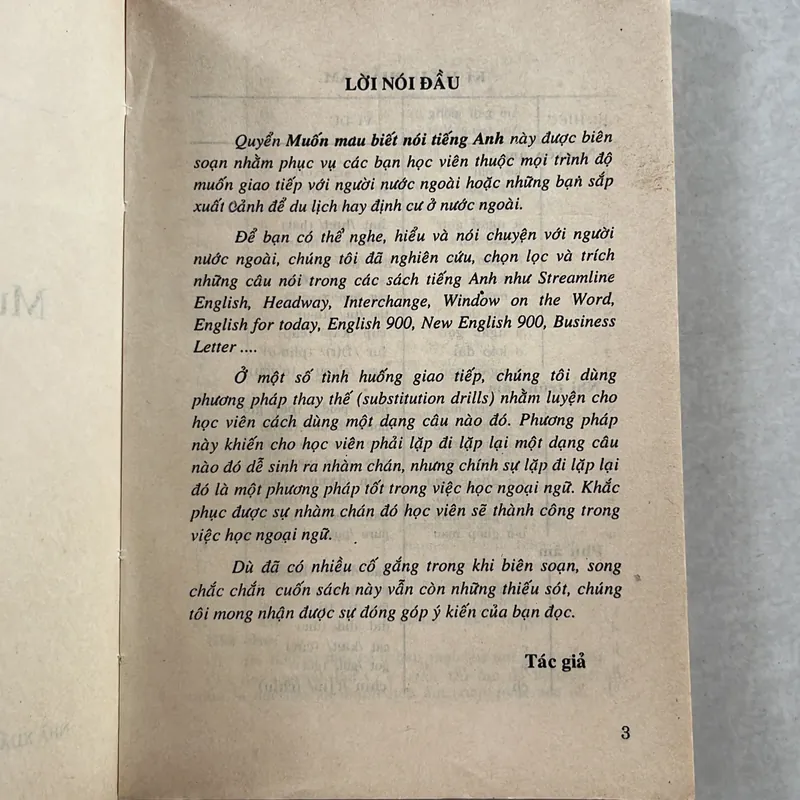 LỜI NÓI ĐẦU
Quyển Muốn mau biết nói tiếng Anh này được biên
soạn nhằm phục vụ các bạn học viên thuộc mọi trình độ
muốn giao tiếp với người nước ngoài hoặc những bạn sắp
xuất cảnh để du lịch hay định cư ở nước ngoài.
Để bạn có thể nghe, hiểu và nói chuyện với người
nước ngoài, chúng tôi đã nghiên cứu, chọn lọc và trích
những câu nói trong các sách tiếng Anh như Streamline
English, Headway, Interchange, Window on the Word,
English for today, English 900, New English 900, Business
Letter ....
Ở một số tình huống giao tiếp, chúng tôi dùng
phương pháp thay thế (substitution drills) nhằm luyện cho
học viên cách dùng một dạng câu nào đó. Phương pháp
này khiến cho học viên phải lặp đi lặp lại một dạng câu
nào đó dễ sinh ra nhàm chán, nhưng chính sự lặp đi lặp lại
đó là một phương pháp tốt trong việc học ngoại ngữ. Khắc
phục được sự nhàm chán đó học viên sẽ thành công trong
việc học ngoại ngữ.
Dù đã có nhiều cố gắng trong khi biên soạn, song
chắc chắn cuốn sách này vẫn còn những thiếu sót, chúng
tôi mong nhận được sự đóng góp ý kiến của bạn đọc.
Tác giả
3